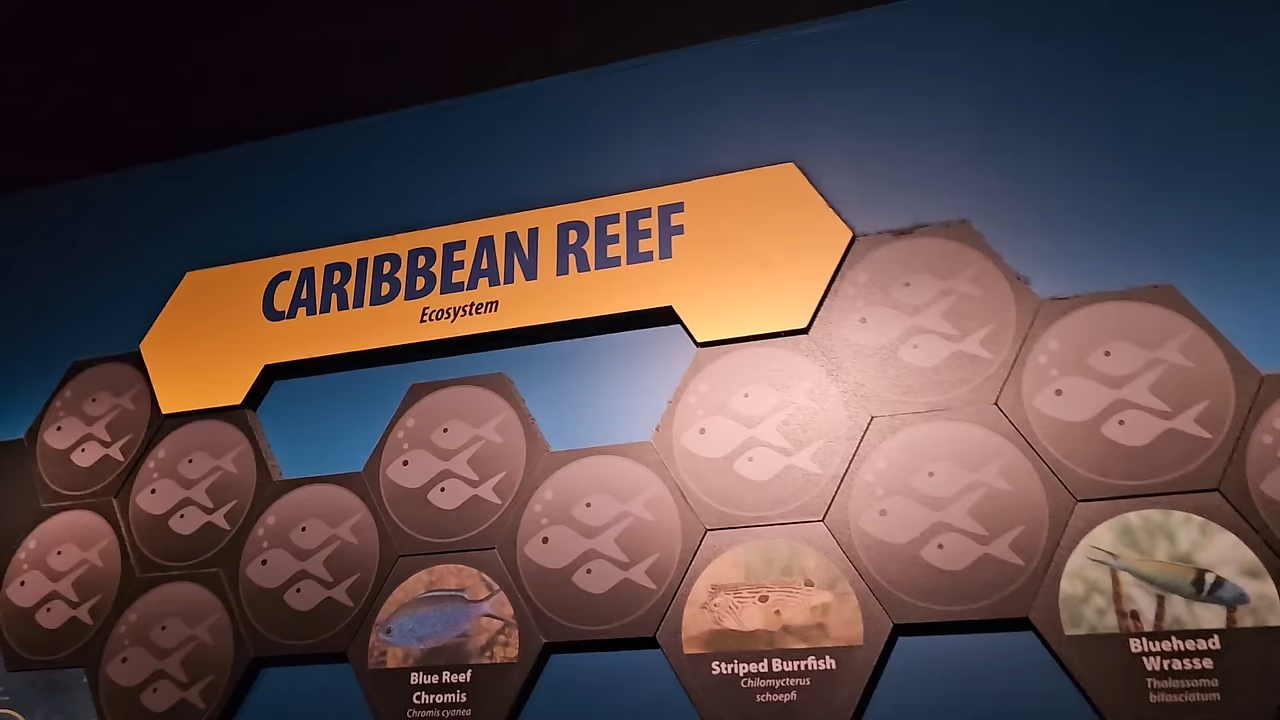 CARIBBEAN REEF
Ecosystem
Blue Reef
Chromis
Chromis cyanea
Striped Burrfish
Chilomycterus
schoepfi
Bluehead
Wrasse
Thalassoma
bifasciatum